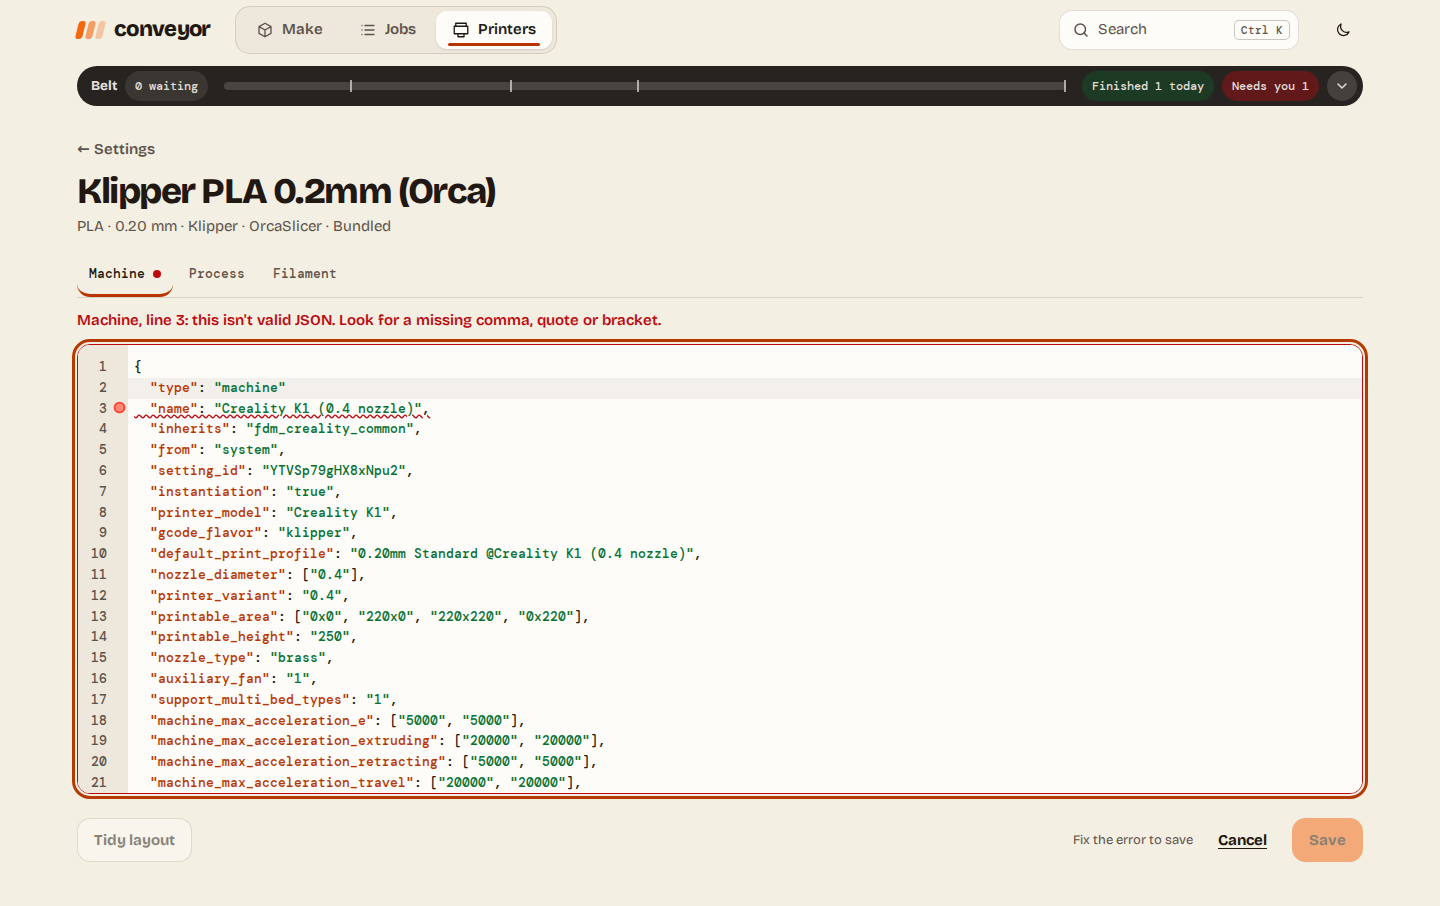 conveyor
Make
Jobs
Printers
Search
Ctrl K
Belt
0 waiting
Finished 1 today
Needs you 1
← Settings
Klipper PLA 0.2mm (Orca)
PLA · 0.20 mm · Klipper · OrcaSlicer · Bundled
Machine
Process
Filament
Machine, line 3: this isn't valid JSON. Look for a missing comma, quote or bracket.
1 {
2 "type": "machine"
3 "name": "Creality K1 (0.4 nozzle)",
4 "inherits": "fdm_creality_common",
5 "from": "system",
6 "setting_id": "YTVSp79gHX8xNpu2",
7 "instantiation": "true",
8 "printer_model": "Creality K1",
9 "gcode_flavor": "klipper",
10 "default_print_profile": "0.20mm Standard @Creality K1 (0.4 nozzle)",
11 "nozzle_diameter": ["0.4"],
12 "printer_variant": "0.4",
13 "printable_area": ["0x0", "220x0", "220x220", "0x220"],
14 "printable_height": "250",
15 "nozzle_type": "brass",
16 "auxiliary_fan": "1",
17 "support_multi_bed_types": "1",
18 "machine_max_acceleration_e": ["5000", "5000"],
19 "machine_max_acceleration_extruding": ["20000", "20000"],
20 "machine_max_acceleration_retracting": ["5000", "5000"],
21 "machine_max_acceleration_travel": ["20000", "20000"],
Tidy layout
Fix the error to save
Cancel
Save